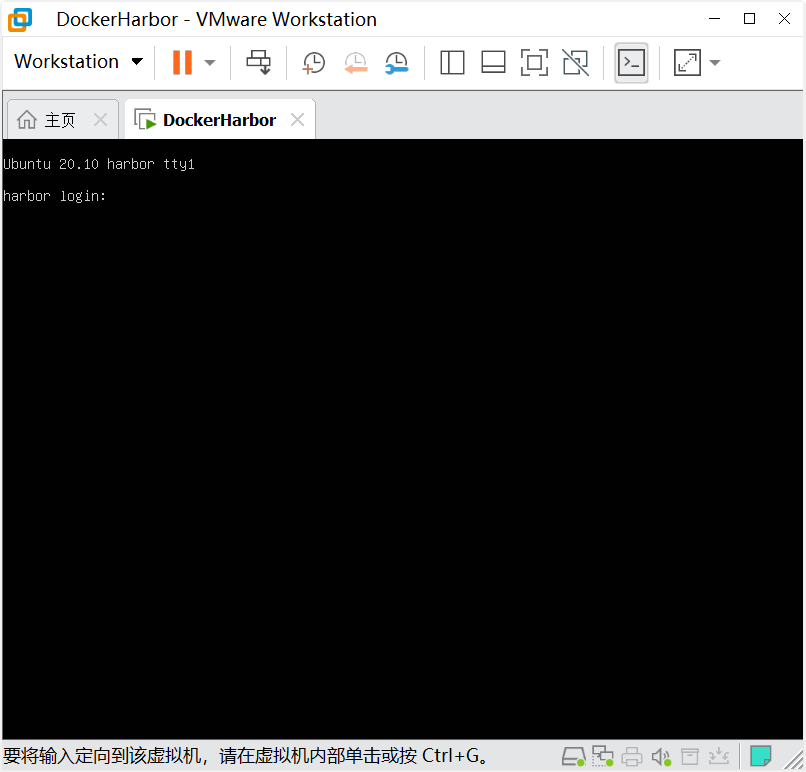 DockerHarbor - VMware Workstation
Workstation
主页
DockerHarbor
Ubuntu 20.10 harbor tty1
harbor login:
要将输入定向到该虚拟机，请在虚拟机内部单击或按 Ctrl+G。